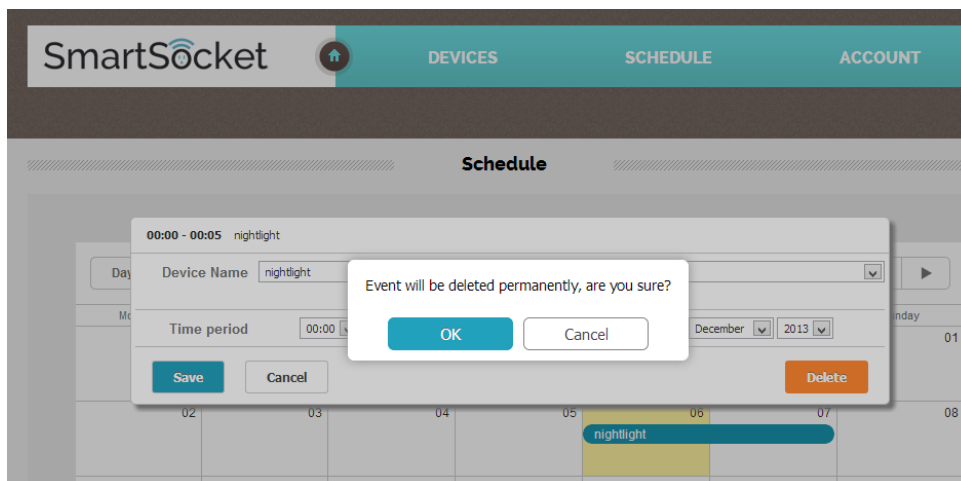 SmartSocket DEVICES SCHEDULE ACCOUNT
Schedule
00:00 - 00:05 nightlight
Day
Device Name nightlight
Event will be deleted permanently, are you sure?
OK Cancel
Time period 00:00 December 2013
01
Save Cancel Delete
02 03 04 05 06 07 08
nightlight